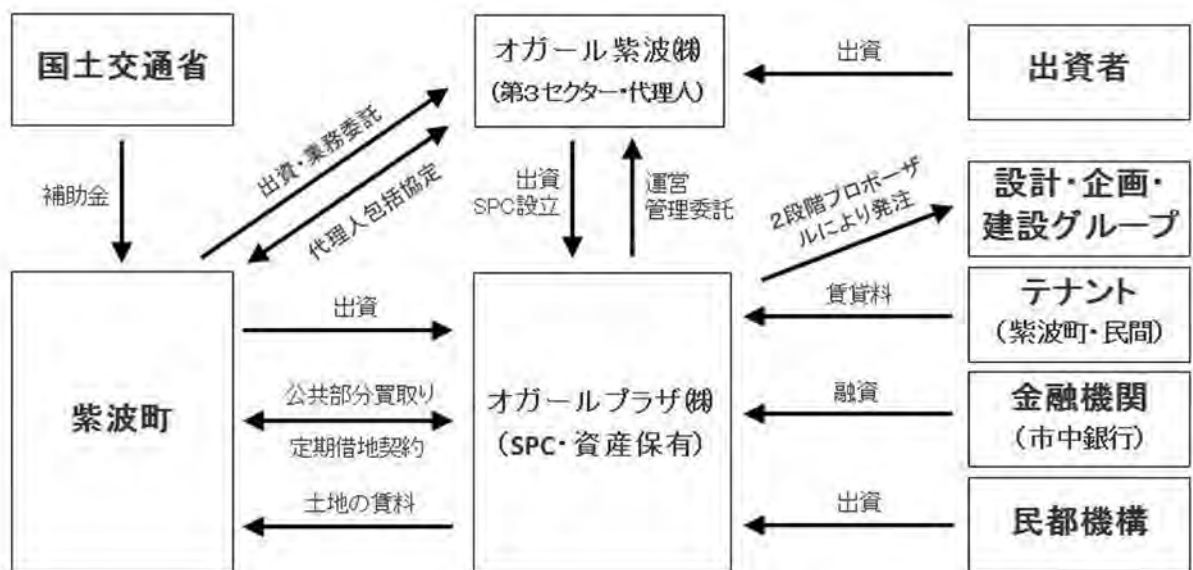 国土交通省
オガール紫波㈱
(第3セクター・代理人)
出資
出資者
補助金
出資・業務委託
代理人包括協定
出資
SPC設立
運営
管理委託
2段階プロポーザ
ルにより発注
設計・企画・
建設グループ
紫波町
出資
公共部分買取り
定期借地契約
土地の賃料
オガールプラザ㈱
(SPC・資産保有)
賃貸料
テナント
(紫波町・民間)
融資
金融機関
(市中銀行)
出資
民都機構